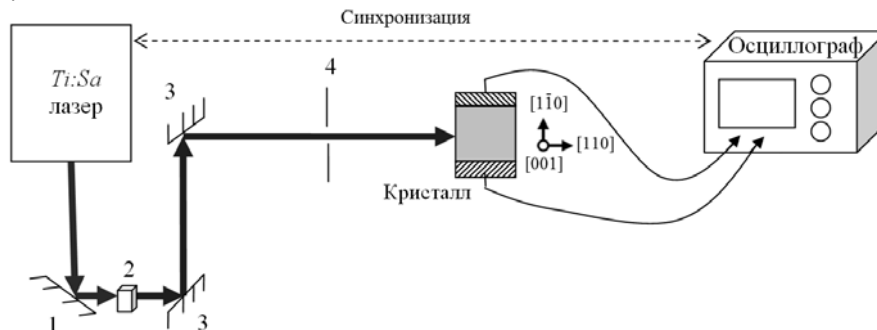 Синхронизация
Ti:Sa
лазер
Осциллограф
4
3
[11̄0]
[110]
[001]
Кристалл
2
1
3